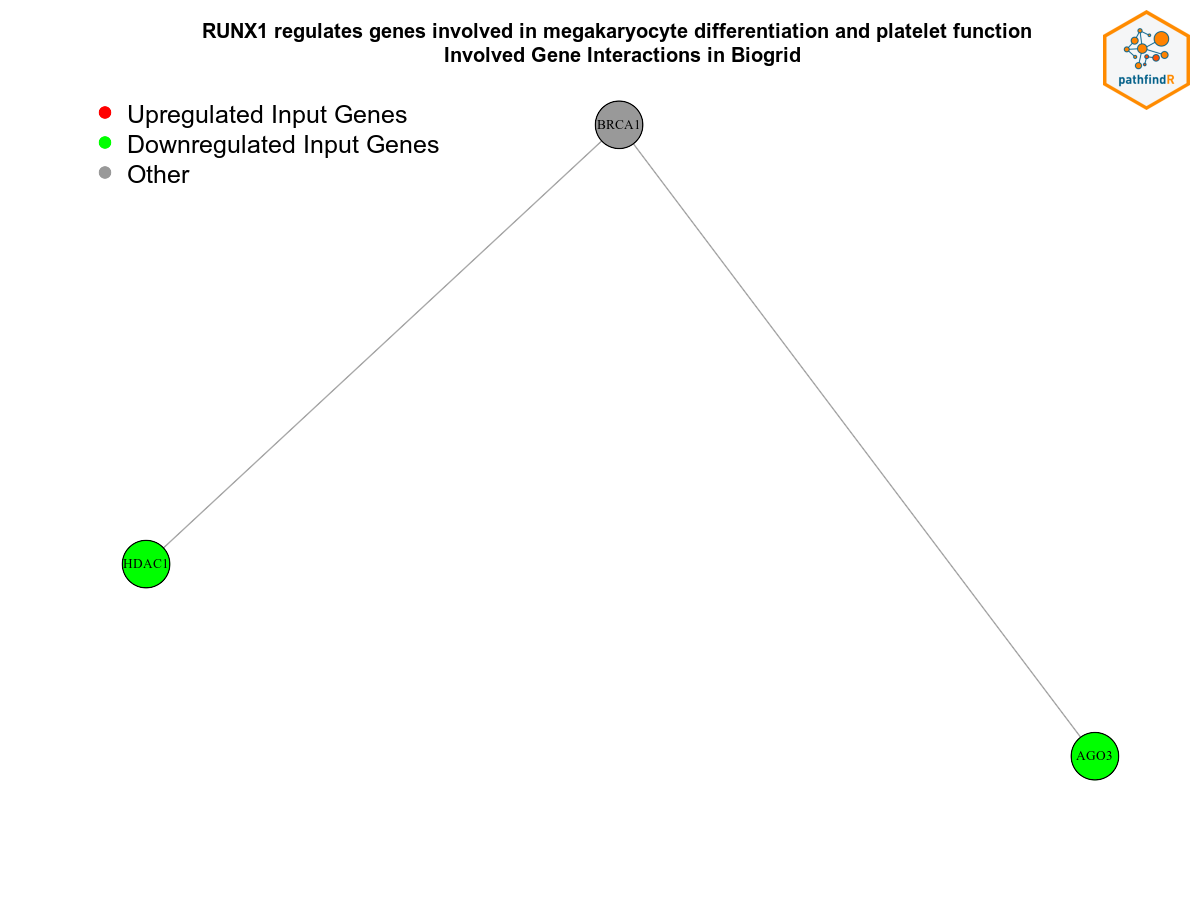 RUNX1 regulates genes involved in megakaryocyte differentiation and platelet function
Involved Gene Interactions in Biogrid
pathfindR
Upregulated Input Genes
Downregulated Input Genes
Other
BRCA1
HDAC1
AGO3